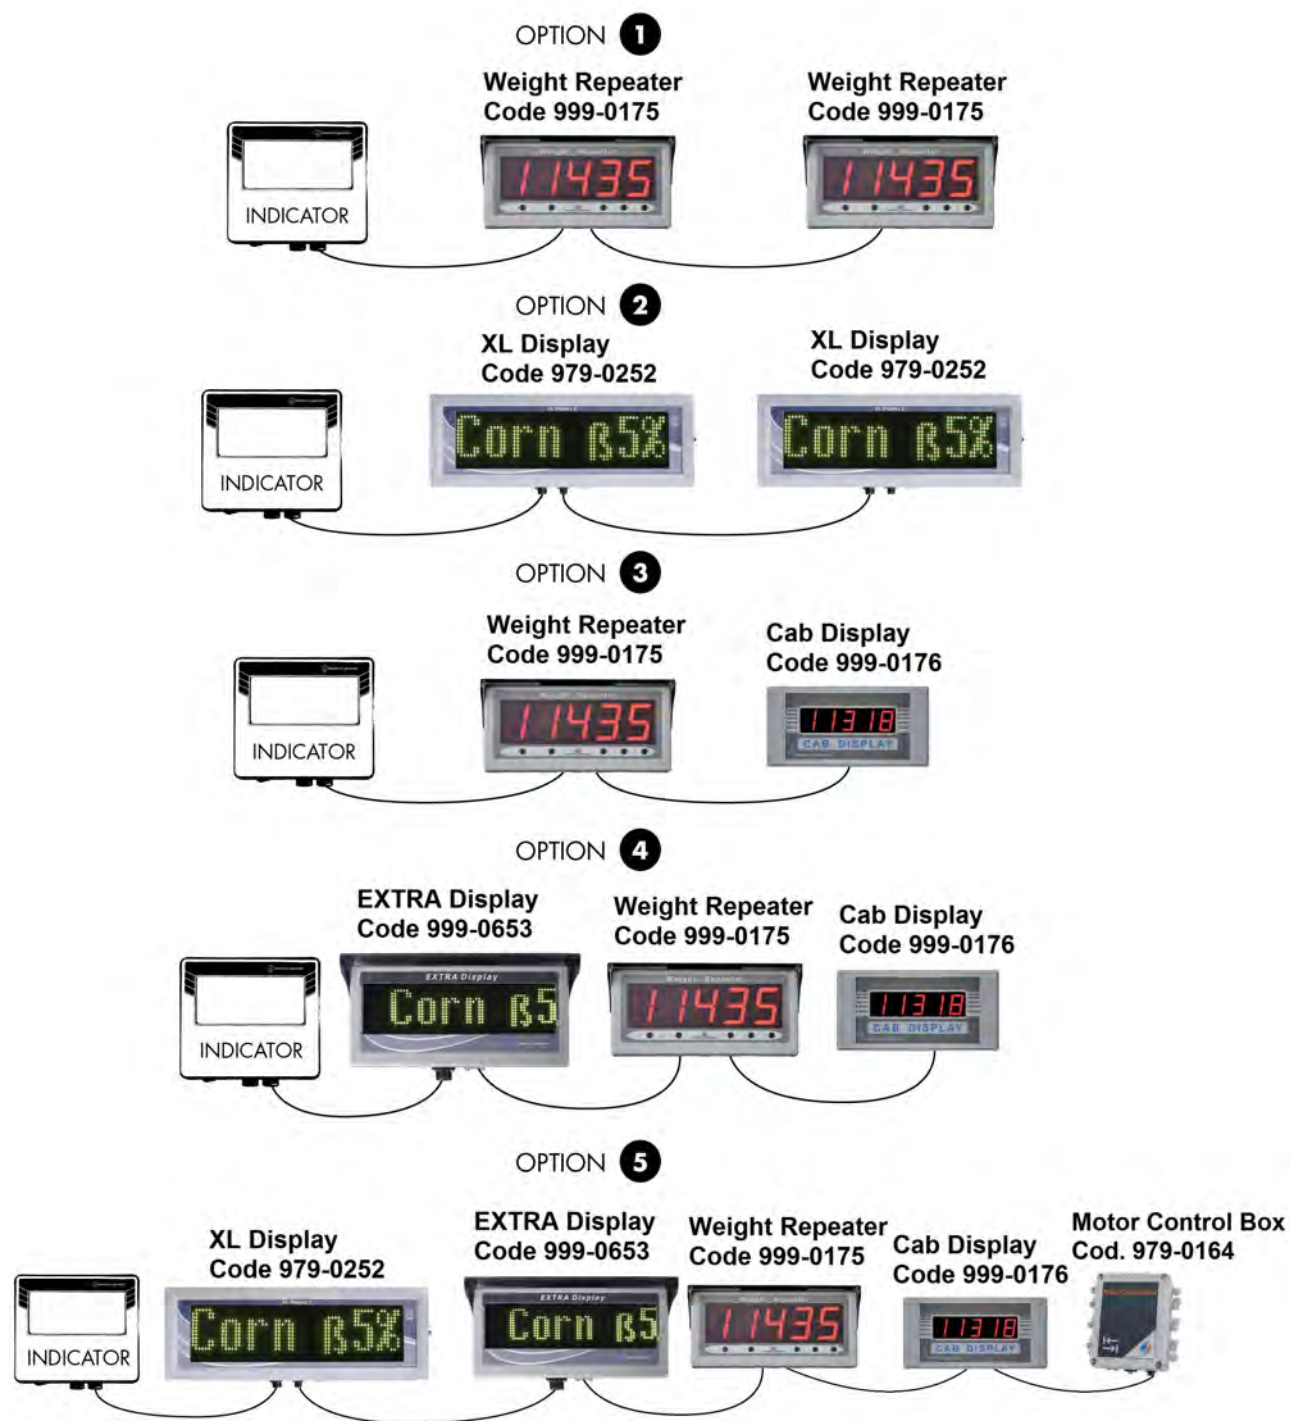 OPTION 1
Weight Repeater
Code 999-0175
Weight Repeater
Code 999-0175
INDICATOR
Weight Repeater
11435
11435
OPTION 2
XL Display
Code 979-0252
XL Display
Code 979-0252
INDICATOR
Corn ß5%
Corn ß5%
OPTION 3
Weight Repeater
Code 999-0175
Cab Display
Code 999-0176
INDICATOR
11435
11318
CAB DISPLAY
OPTION 4
EXTRA Display
Code 999-0653
Weight Repeater
Code 999-0175
Cab Display
Code 999-0176
INDICATOR
EXTRA Display
Corn ß5
Weight Repeater
11435
11318
CAB DISPLAY
OPTION 5
XL Display
Code 979-0252
EXTRA Display
Code 999-0653
Weight Repeater
Code 999-0175
Cab Display
Code 999-0176
Motor Control Box
Cod. 979-0164
INDICATOR
Corn ß5%
EXTRA Display
Corn ß5
11435
11318
CAB DISPLAY